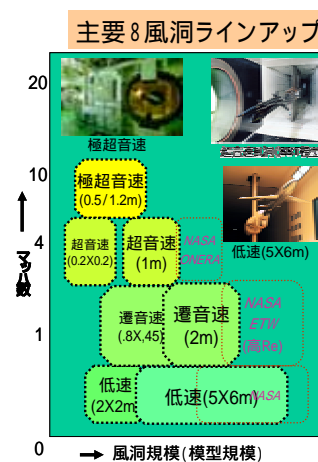 主要8風洞ラインアップ
20
極超音速
10
極超音速
(0.5/1.2m)
低速(5X6m)
4
超音速
(0.2X0.2)
超音速
(1m)
NASA
ONERA
マッハ数
遷音速
(.8X,45)
遷音速
(2m)
NASA
ETW
(高Re)
1
低速
(2X2m
低速(5X6m)
NASA
0
→ 風洞規模(模型規模)